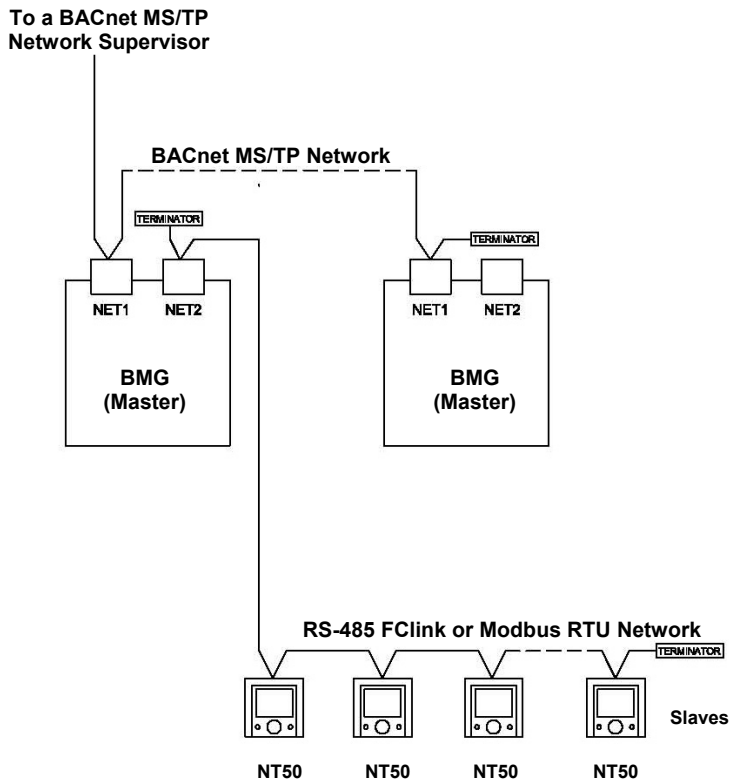 To a BACnet MS/TP
Network Supervisor
BACnet MS/TP Network
TERMINATOR
TERMINATOR
NET1
NET2
NET1
NET2
BMG
(Master)
BMG
(Master)
RS-485 FClink or Modbus RTU Network
TERMINATOR
Slaves
NT50
NT50
NT50
NT50